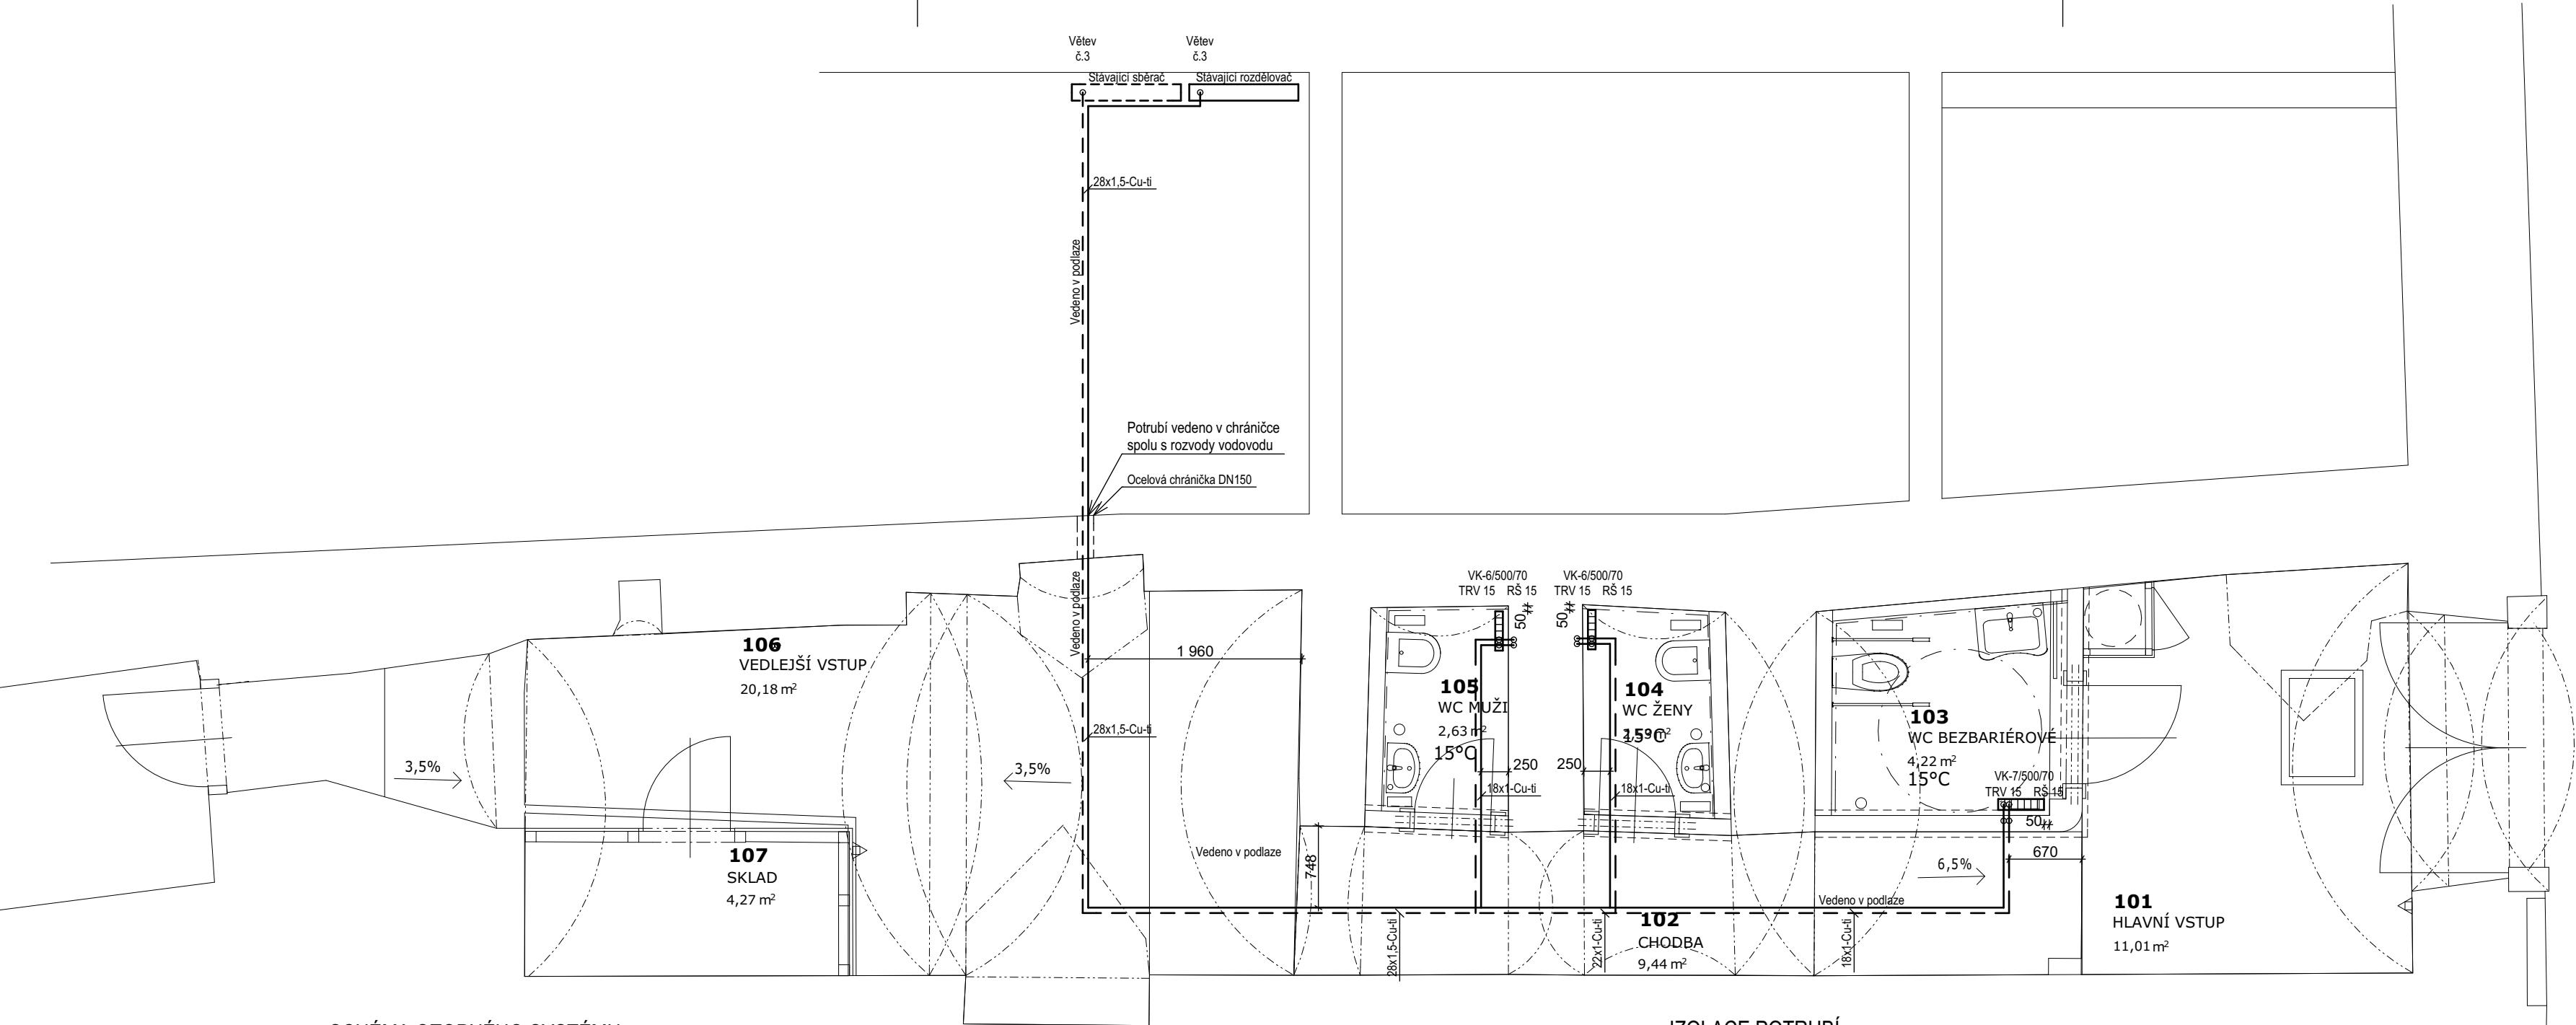 Větev
č.3
Větev
č.3
Stávající sběrač
Stávající rozdělovač
28x1,5-Cu-ti
Vedeno v podlaze
Potrubí vedeno v chráničce
spolu s rozvody vodovodu
Ocelová chránička DN150
Vedeno v podlaze
1 960
28x1,5-Cu-ti
106
VEDLEJŠÍ VSTUP
20,18 m²
3,5%
3,5%
107
SKLAD
4,27 m²
VK-6/500/70
TRV 15 RŠ 15
50
VK-6/500/70
TRV 15 RŠ 15
50
105
WC MUŽI
2,63 m²
15°C
250
18x1-Cu-ti
104
WC ŽENY
15°C
250
18x1-Cu-ti
103
WC BEZBARIÉROVÉ
4,22 m²
15°C
VK-7/500/70
TRV 15 RŠ 15
50
670
6,5%
Vedeno v podlaze
748
Vedeno v podlaze
28x1,5-Cu-ti
22x1-Cu-ti
18x1-Cu-ti
102
CHODBA
9,44 m²
101
HLAVNÍ VSTUP
11,01 m²
IZOLACE POTRUBÍ